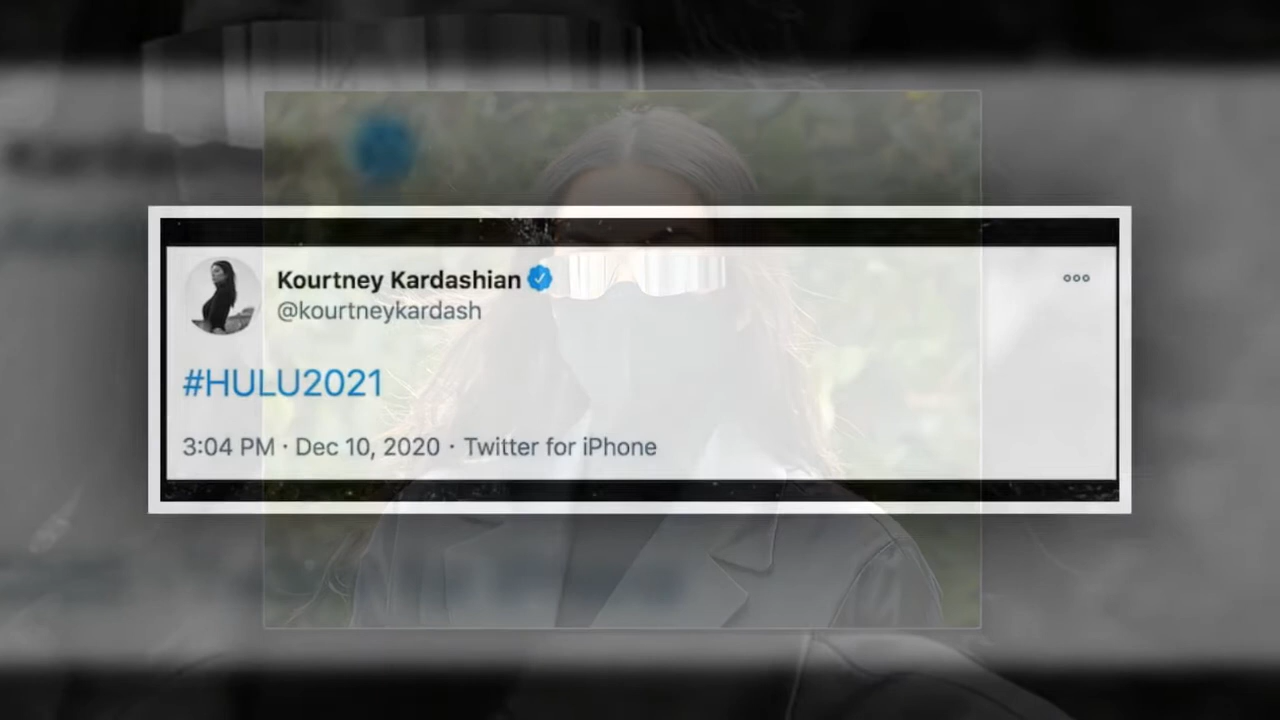 Kourtney Kardashian
@kourtneykardash
#HULU2021
3:04 PM · Dec 10, 2020 · Twitter for iPhone